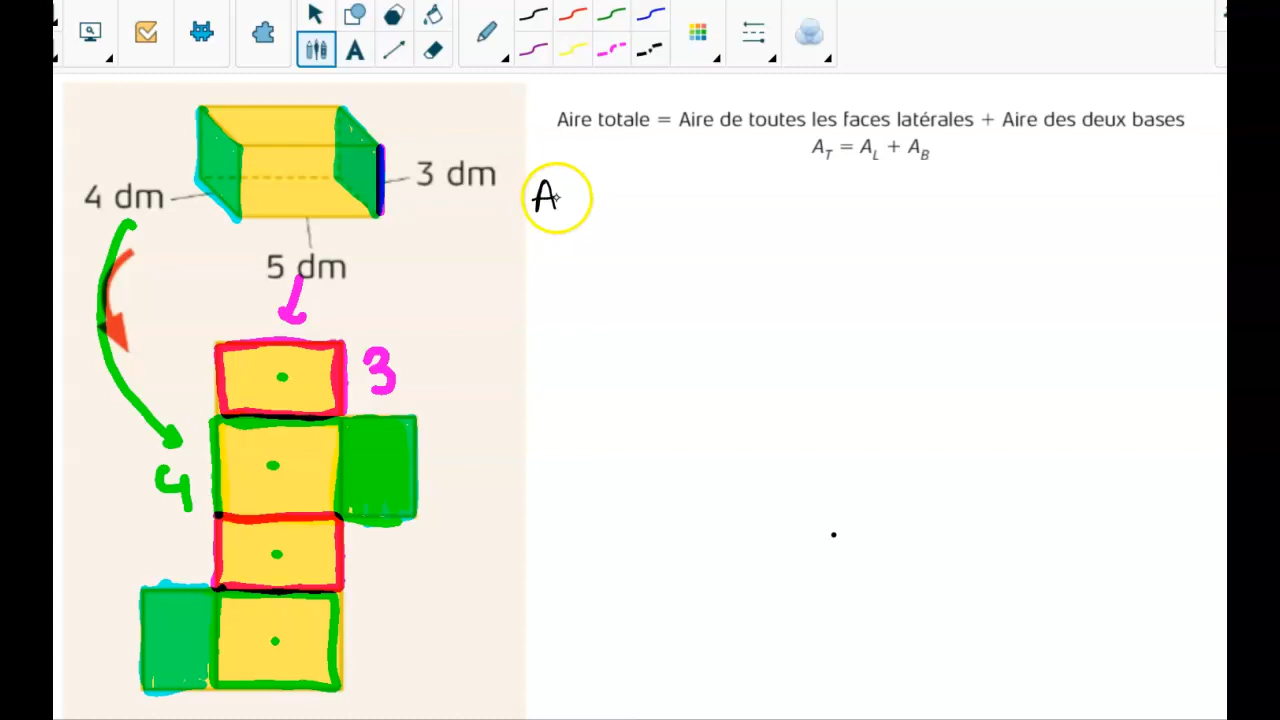 Aire totale = Aire de toutes les faces latérales + Aire des deux bases
A_T = A_L + A_B
A
3 dm
4 dm
5 dm
3
4